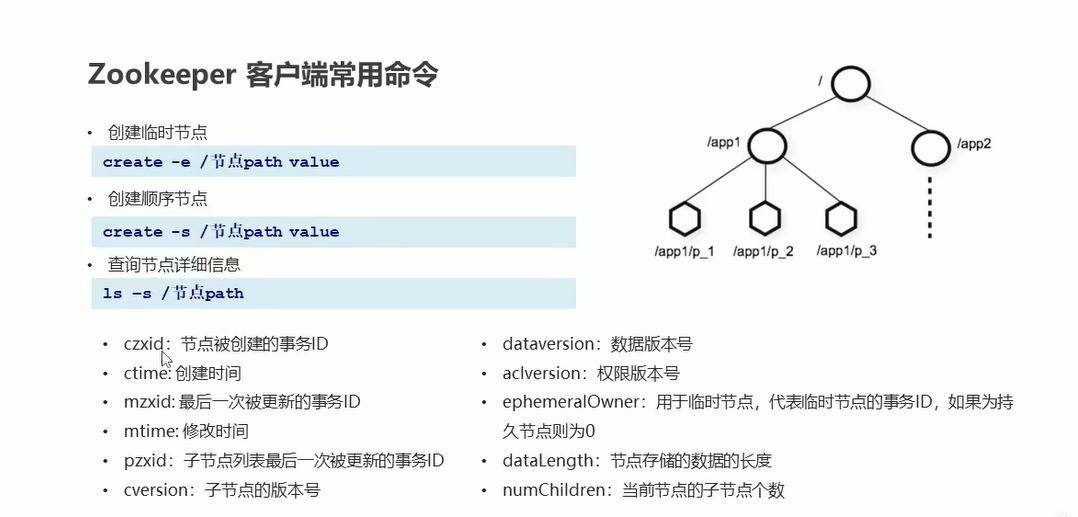 Zookeeper 客户端常用命令
• 创建临时节点
create -e /节点path value
• 创建顺序节点
create -s /节点path value
• 查询节点详细信息
ls –s /节点path
/
/app1
/app2
/app1/p_1
/app1/p_2
/app1/p_3
• czxid：节点被创建的事务ID
• ctime: 创建时间
• mzxid: 最后一次被更新的事务ID
• mtime: 修改时间
• pzxid：子节点列表最后一次被更新的事务ID
• cversion：子节点的版本号
• dataversion：数据版本号
• aclversion：权限版本号
• ephemeralOwner：用于临时节点，代表临时节点的事务ID，如果为持
久节点则为0
• dataLength：节点存储的数据的长度
• numChildren：当前节点的子节点个数